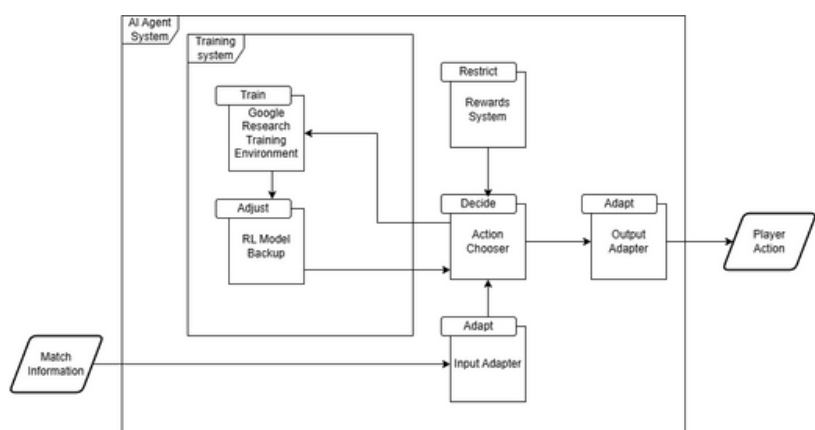 AI Agent
System
Training
system
Train
Google
Research
Training
Environment
Restrict
Rewards
System
Adjust
RL Model
Backup
Decide
Action
Chooser
Adapt
Output
Adapter
Player
Action
Adapt
Input Adapter
Match
Information